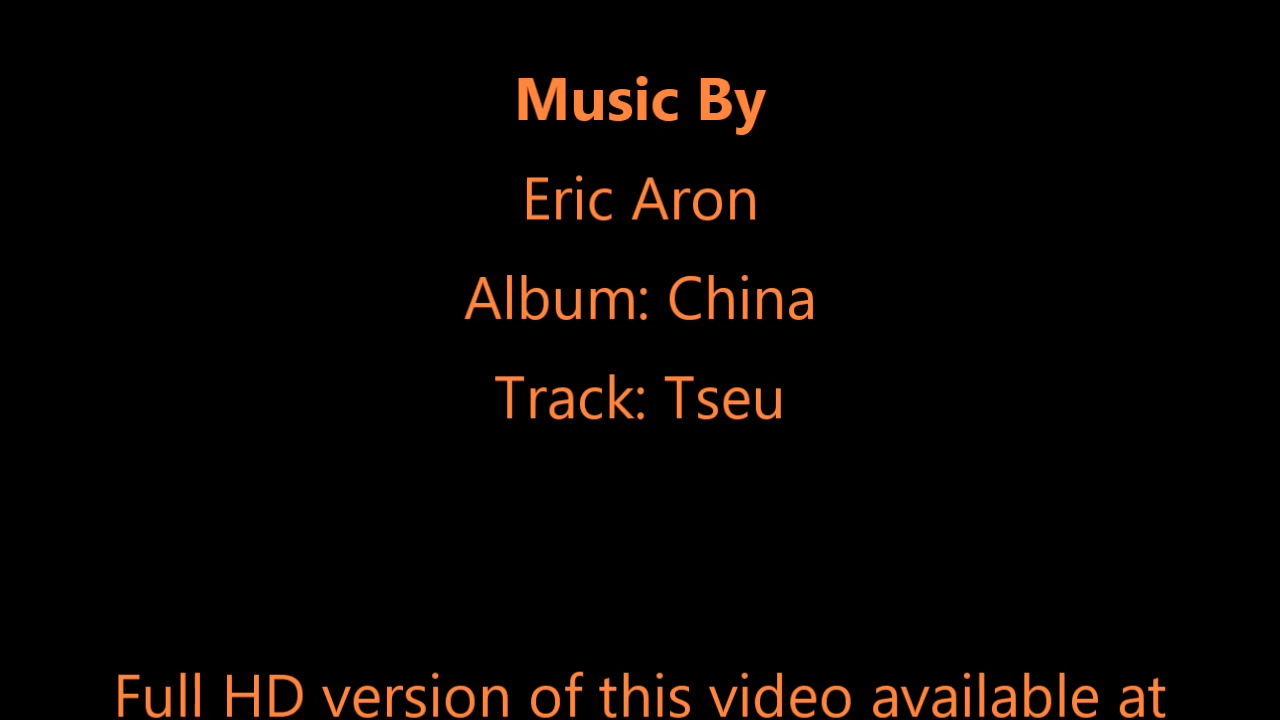 Music By
Eric Aron
Album: China
Track: Tseu
Full HD version of this video available at